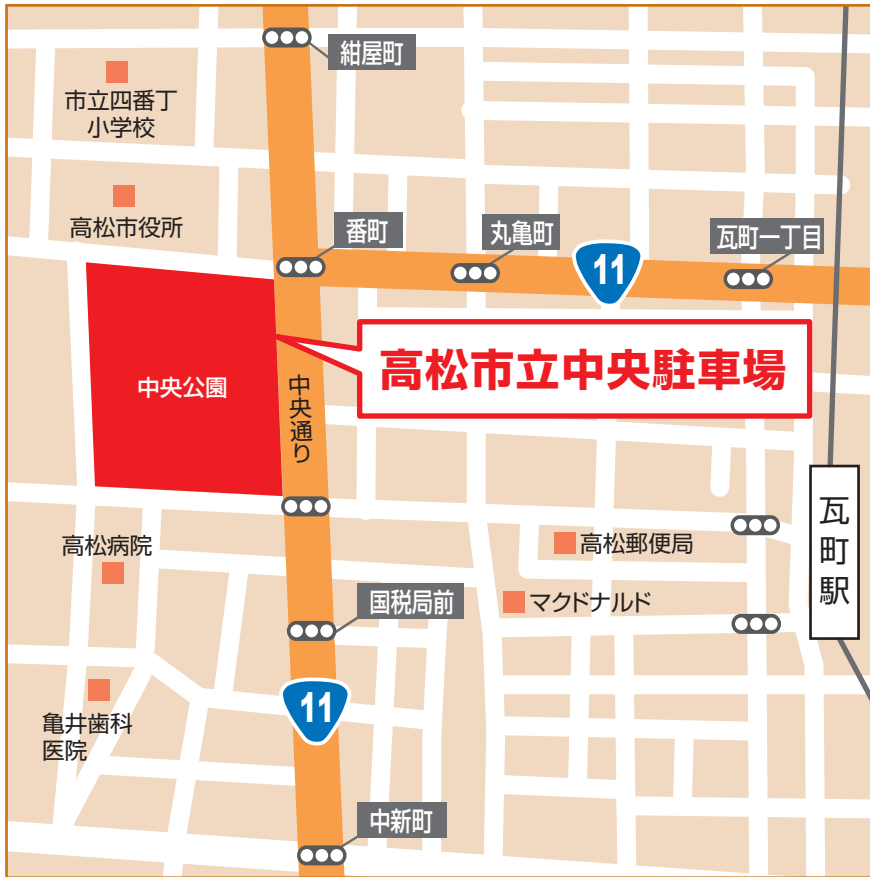 紺屋町
市立四番丁
小学校
高松市役所
番町
丸亀町
瓦町一丁目
11
高松市立中央駐車場
中央公園
中央通り
瓦町駅
高松病院
高松郵便局
国税局前
マクドナルド
11
亀井歯科
医院
中新町